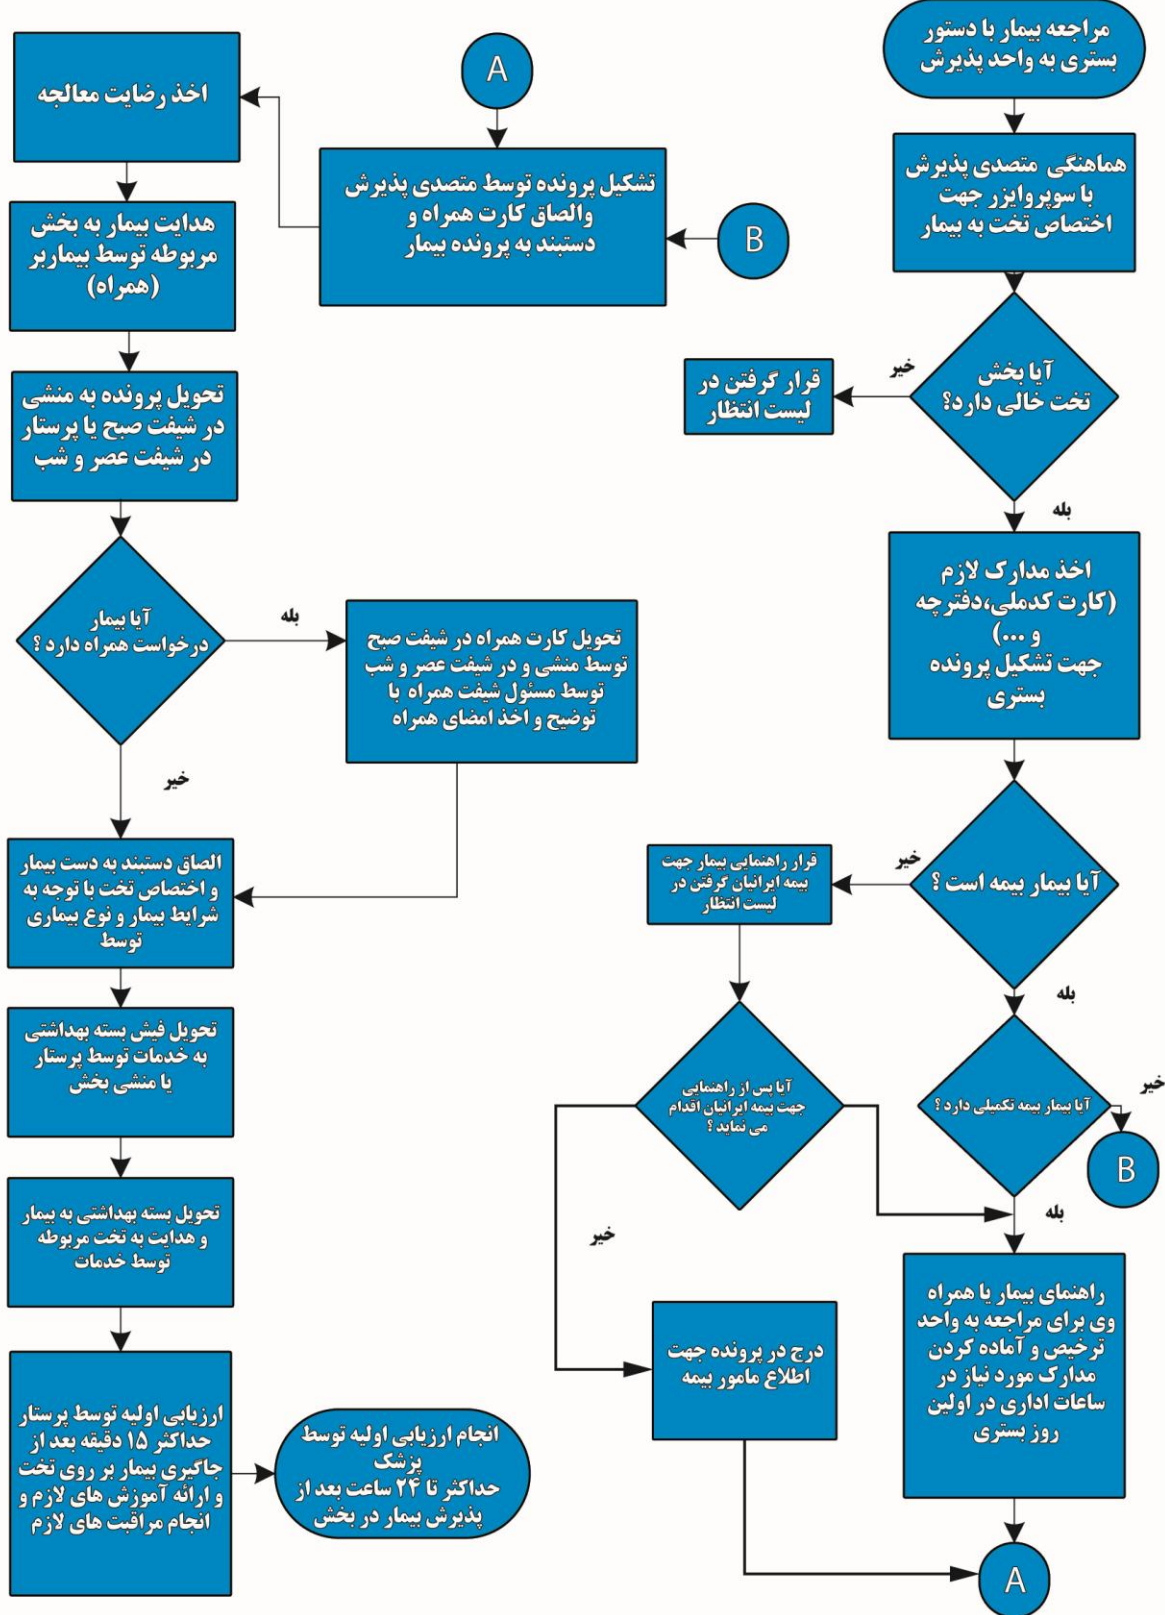 مراجعه بیمار با دستور
بستری به واحد پذیرش
هماهنگی متصدی پذیرش
با سوپروایزر جهت
اختصاص تخت به بیمار
آیا بخش
تخت خالی دارد؟
خیر
قرار گرفتن در
لیست انتظار
بله
اخذ مدارک لازم
(کارت کدملی،دفترچه
و ...)
جهت تشکیل پرونده
بستری
آیا بیمار بیمه است ؟
خیر
قرار راهنمایی بیمار جهت
بیمه ایرانیان گرفتن در
لیست انتظار
بله
آیا پس از راهنمایی
جهت بیمه ایرانیان اقدام
می نماید ؟
آیا بیمار بیمه تکمیلی دارد ؟
خیر
B
بله
خیر
راهنمای بیمار یا همراه
وی برای مراجعه به واحد
ترخیص و آماده کردن
مدارک مورد نیاز در
ساعات اداری در اولین
روز بستری
درج در پرونده جهت
اطلاع مامور بیمه
A
A
تشکیل پرونده توسط متصدی پذیرش
والصاق کارت همراه و
دستبند به پرونده بیمار
B
اخذ رضایت معالجه
هدایت بیمار به بخش
مربوطه توسط بیماربر
(همراه)
تحویل پرونده به منشی
در شیفت صبح یا پرستار
در شیفت عصر و شب
آیا بیمار
درخواست همراه دارد ؟
بله
تحویل کارت همراه در شیفت صبح
توسط منشی و در شیفت عصر و شب
توسط مسئول شیفت همراه با
توضیح و اخذ امضای همراه
خیر
الصاق دستبند به دست بیمار
و اختصاص تخت با توجه به
شرایط بیمار و نوع بیماری
توسط
تحویل فیش بسته بهداشتی
به خدمات توسط پرستار
یا منشی بخش
تحویل بسته بهداشتی به بیمار
و هدایت به تخت مربوطه
توسط خدمات
ارزیابی اولیه توسط پرستار
حداکثر ۱۵ دقیقه بعد از
جاگیری بیمار بر روی تخت
و ارائه آموزش های لازم و
انجام مراقبت های لازم
انجام ارزیابی اولیه توسط
پزشک
حداکثر تا ۲۴ ساعت بعد از
پذیرش بیمار در بخش